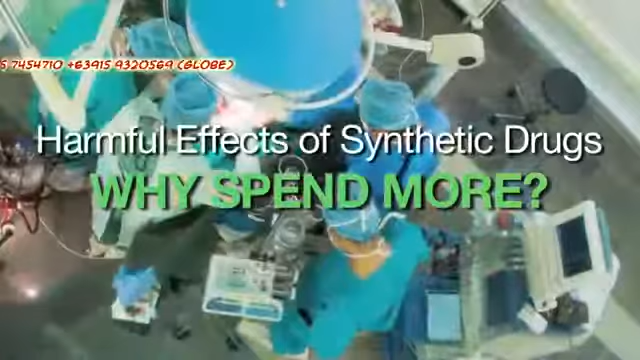 5 7454710 +63915 9320569 (GLOBE)
Harmful Effects of Synthetic Drugs
WHY SPEND MORE?